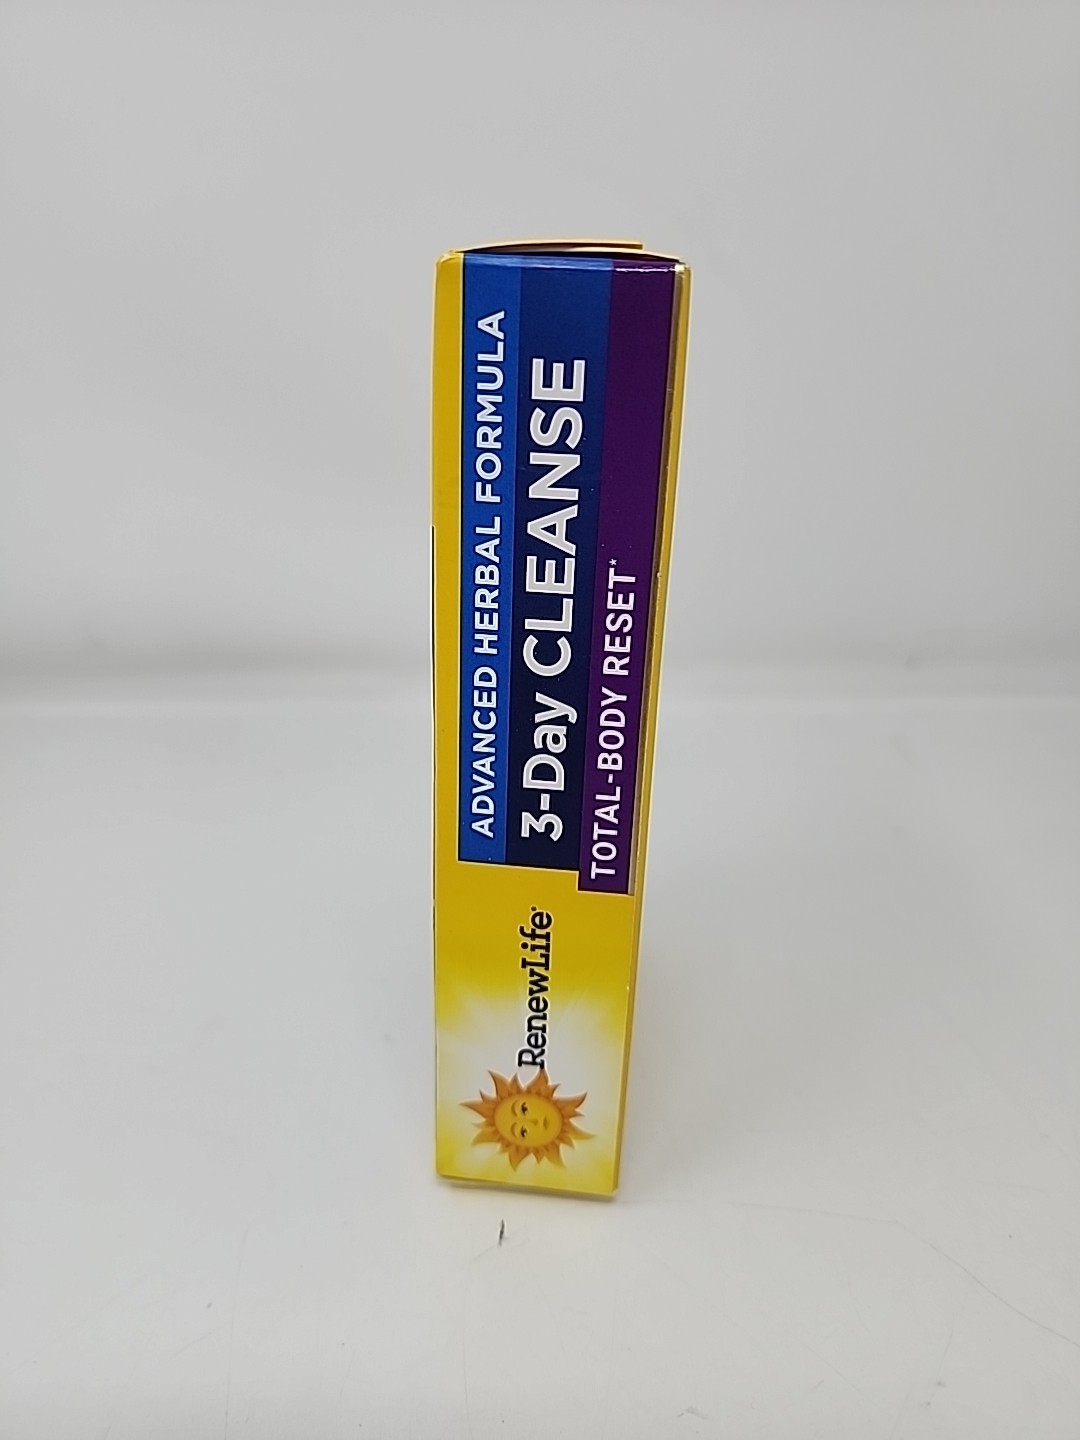 RenewLife®
ADVANCED HERBAL FORMULA
3-Day CLEANSE
TOTAL-BODY RESET*